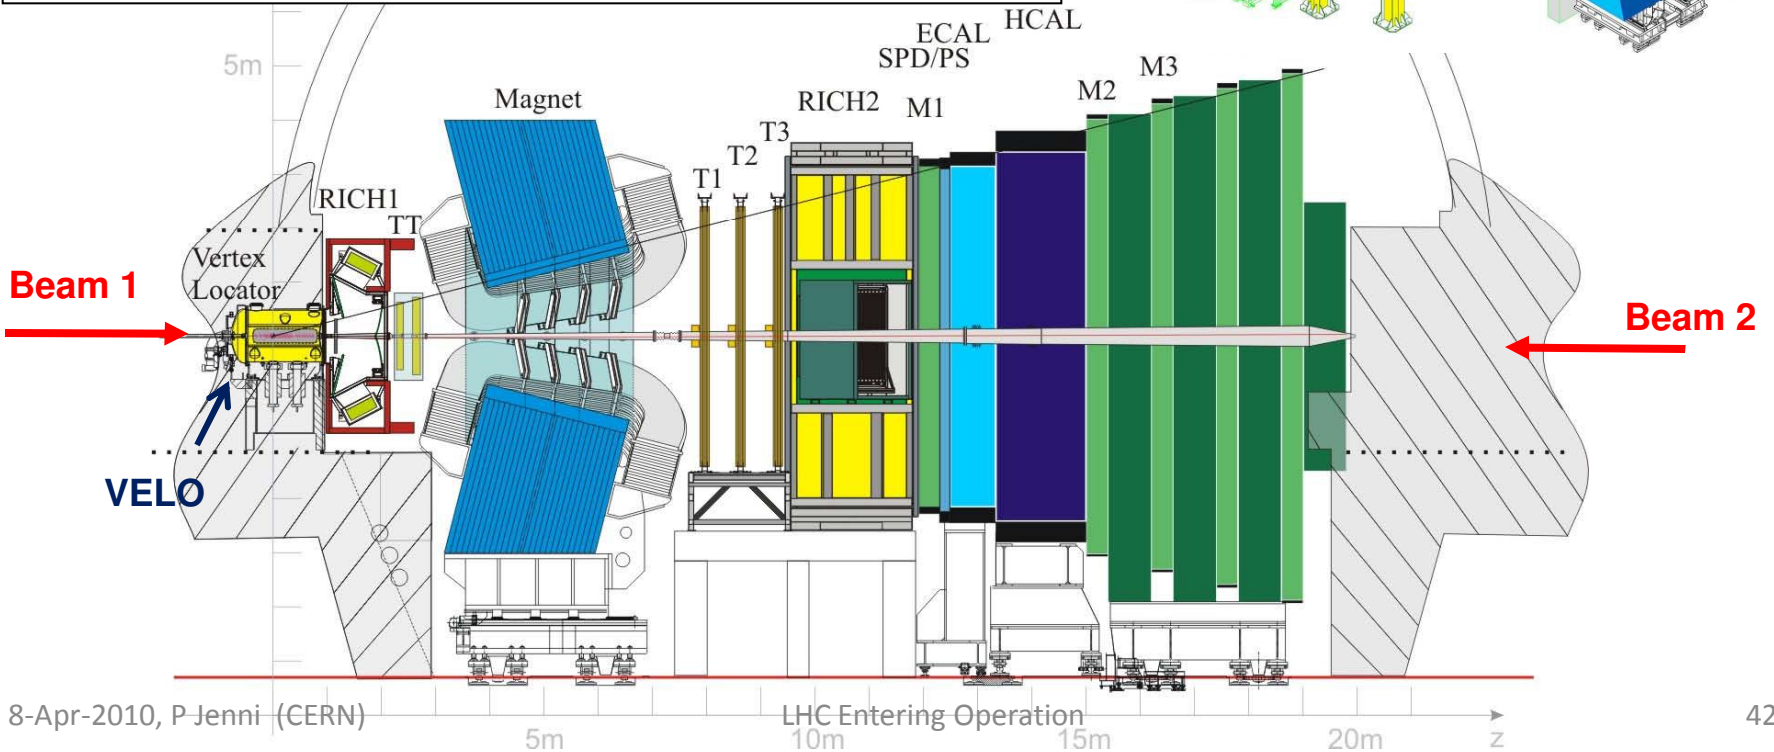 HCAL
ECAL
SPD/PS
5m
M3
M2
Magnet
RICH2
M1
T3
T2
T1
RICH1
TT
Vertex
Locator
Beam 1
Beam 2
VELO
8-Apr-2010, P Jenni (CERN)
LHC Entering Operation
42
5m
10m
15m
20m
z